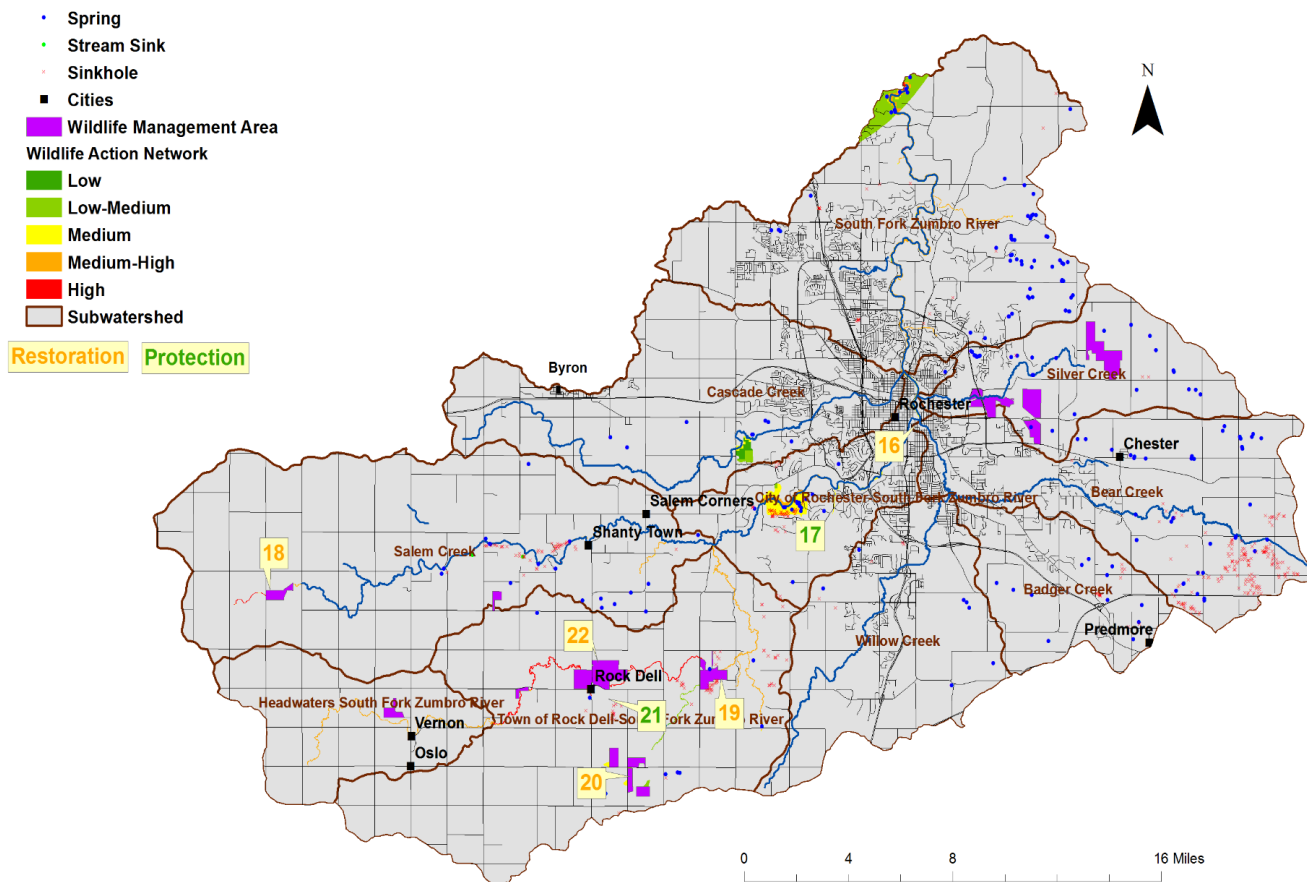 Spring
Stream Sink
Sinkhole
Cities
Wildlife Management Area
Wildlife Action Network
Low
Low-Medium
Medium
Medium-High
High
Subwatershed
Restoration Protection
N
South Fork Zumbro River
Byron
Silver Creek
Cascade Creek
Rochester
16
Chester
Bear Creek
City of Rochester-South Fork Zumbro River
Salem Corners
17
Shanty Town
Salem Creek
18
Badger Creek
Predmore
Willow Creek
22
Rock Dell
Headwaters South Fork Zumbro River
21
19
Town of Rock Dell-South Fork Zumbro River
Vernon
Oslo
20
0 4 8 16 Miles